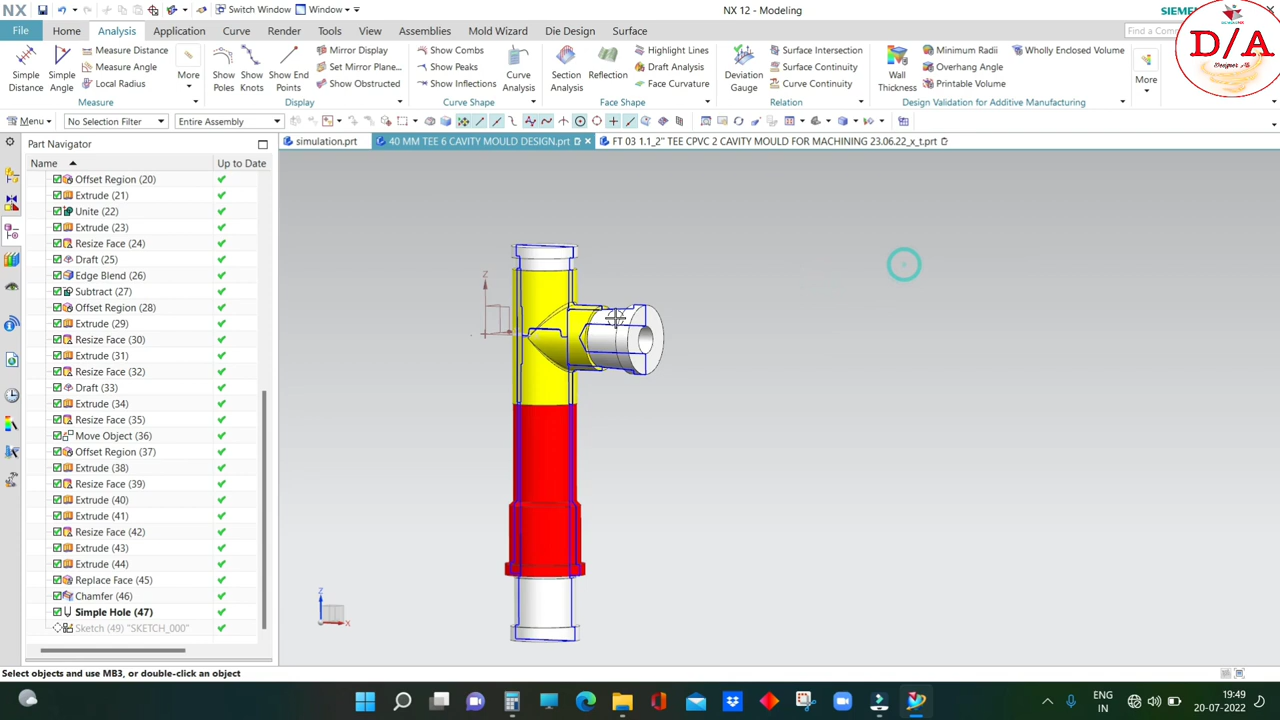 NX
Switch Window
Window
NX 12 - Modeling
SIEM
File
Home
Analysis
Application
Curve
Render
Tools
View
Assemblies
Mold Wizard
Die Design
Surface
Find a Comm
Simple Distance
Simple Angle
Measure Distance
Measure Angle
Local Radius
More
Measure
Show Poles
Show Knots
Show End Points
Mirror Display
Set Mirror Plane...
Show Obstructed
Display
Show Combs
Show Peaks
Show Inflections
Curve Analysis
Curve Shape
Section Analysis
Reflection
Highlight Lines
Draft Analysis
Face Curvature
Face Shape
Deviation Gauge
Surface Intersection
Surface Continuity
Curve Continuity
Relation
Wall Thickness
Minimum Radii
Overhang Angle
Printable Volume
Wholly Enclosed Volume
Design Validation for Additive Manufacturing
More
D/A
Designer Ali
Menu
No Selection Filter
Entire Assembly
simulation.prt
40 MM TEE 6 CAVITY MOULD DESIGN.prt
FT 03 1.1_2'' TEE CPVC 2 CAVITY MOULD FOR MACHINING 23.06.22_x_t.prt
Part Navigator
Name
Up to Date
Offset Region (20)
Extrude (21)
Unite (22)
Extrude (23)
Resize Face (24)
Draft (25)
Edge Blend (26)
Subtract (27)
Offset Region (28)
Extrude (29)
Resize Face (30)
Extrude (31)
Resize Face (32)
Draft (33)
Extrude (34)
Resize Face (35)
Move Object (36)
Offset Region (37)
Extrude (38)
Resize Face (39)
Extrude (40)
Extrude (41)
Resize Face (42)
Extrude (43)
Extrude (44)
Replace Face (45)
Chamfer (46)
Simple Hole (47)
Sketch (49) "SKETCH_000"
Z
Z
X
Select objects and use MB3, or double-click an object
ENG
IN
19:49
20-07-2022